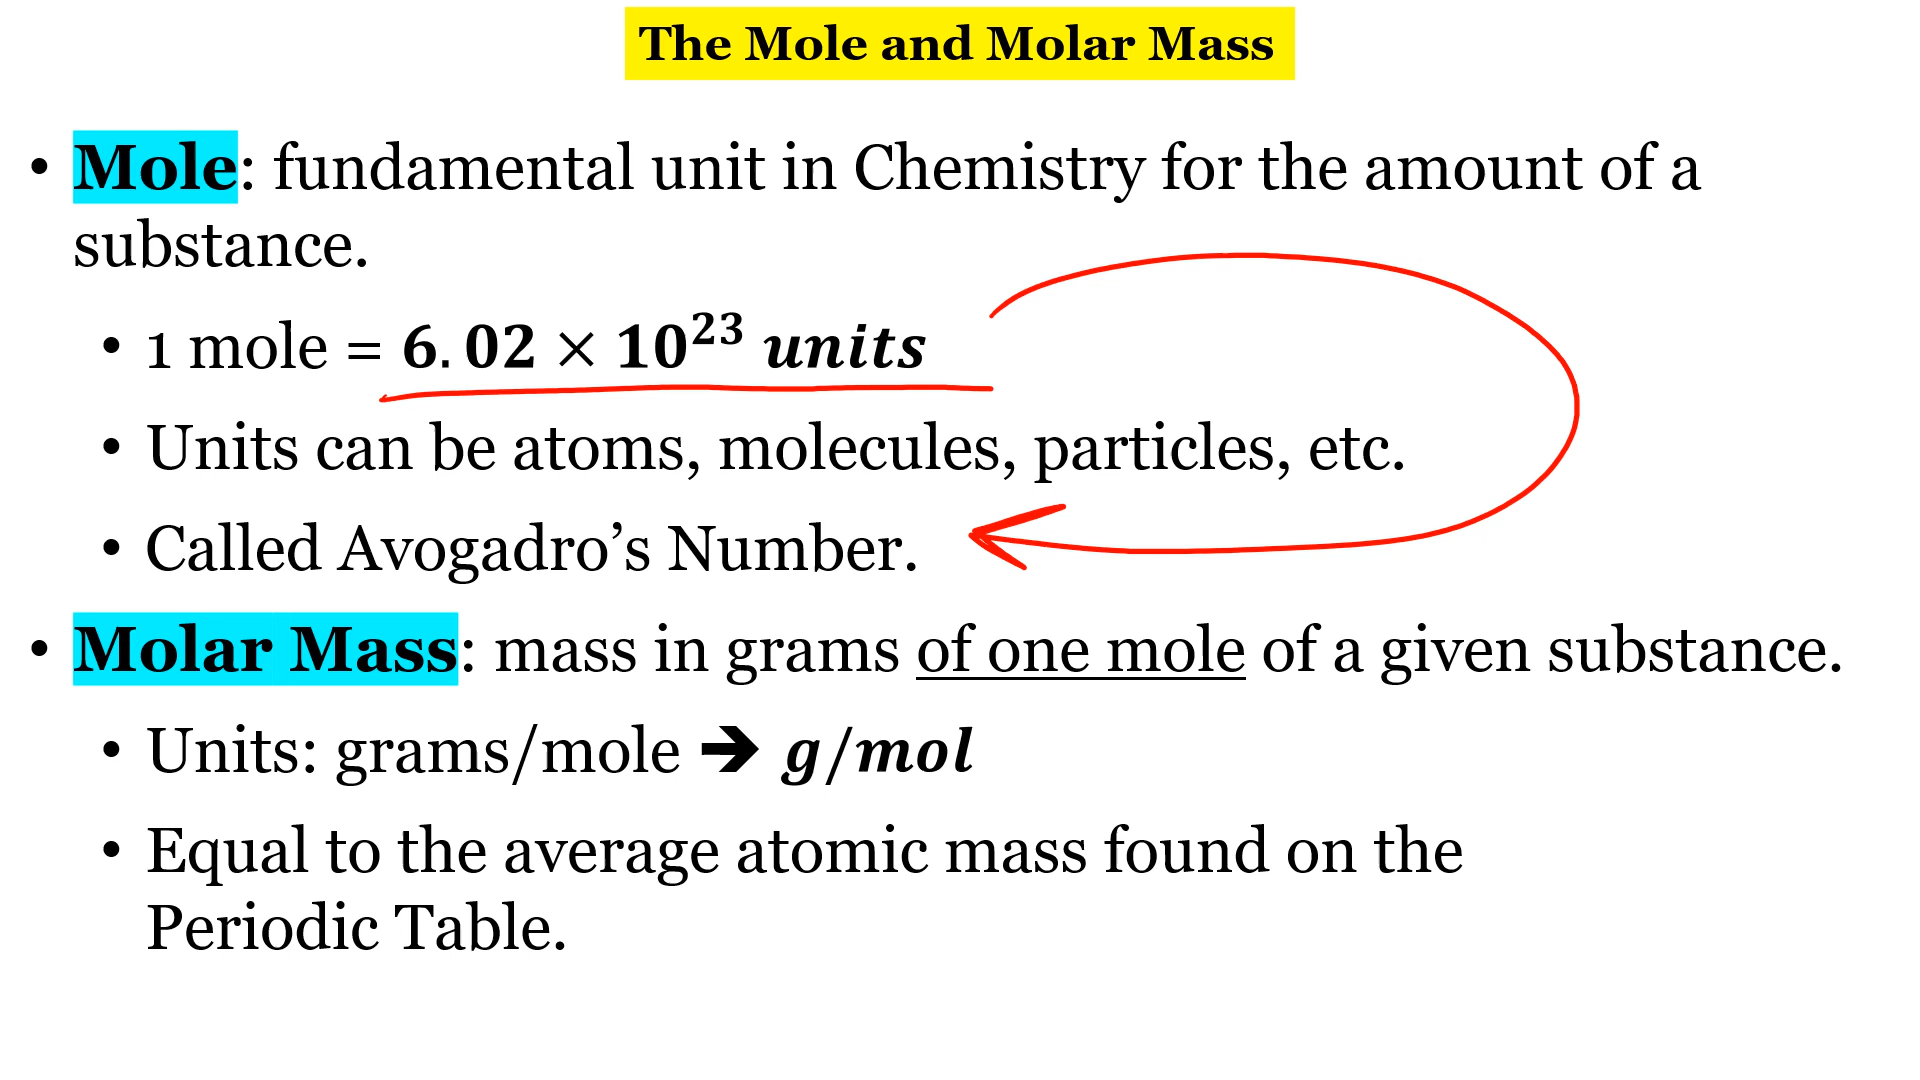 The Mole and Molar Mass
• Mole: fundamental unit in Chemistry for the amount of a
substance.
• 1 mole = 6.02 × 10²³ units
• Units can be atoms, molecules, particles, etc.
• Called Avogadro’s Number.
• Molar Mass: mass in grams of one mole of a given substance.
• Units: grams/mole ➔ g/mol
• Equal to the average atomic mass found on the
Periodic Table.